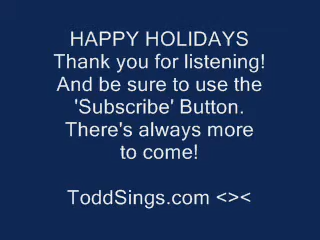 HAPPY HOLIDAYS
Thank you for listening!
And be sure to use the
'Subscribe' Button.
There's always more
to come!
ToddSings.com <><